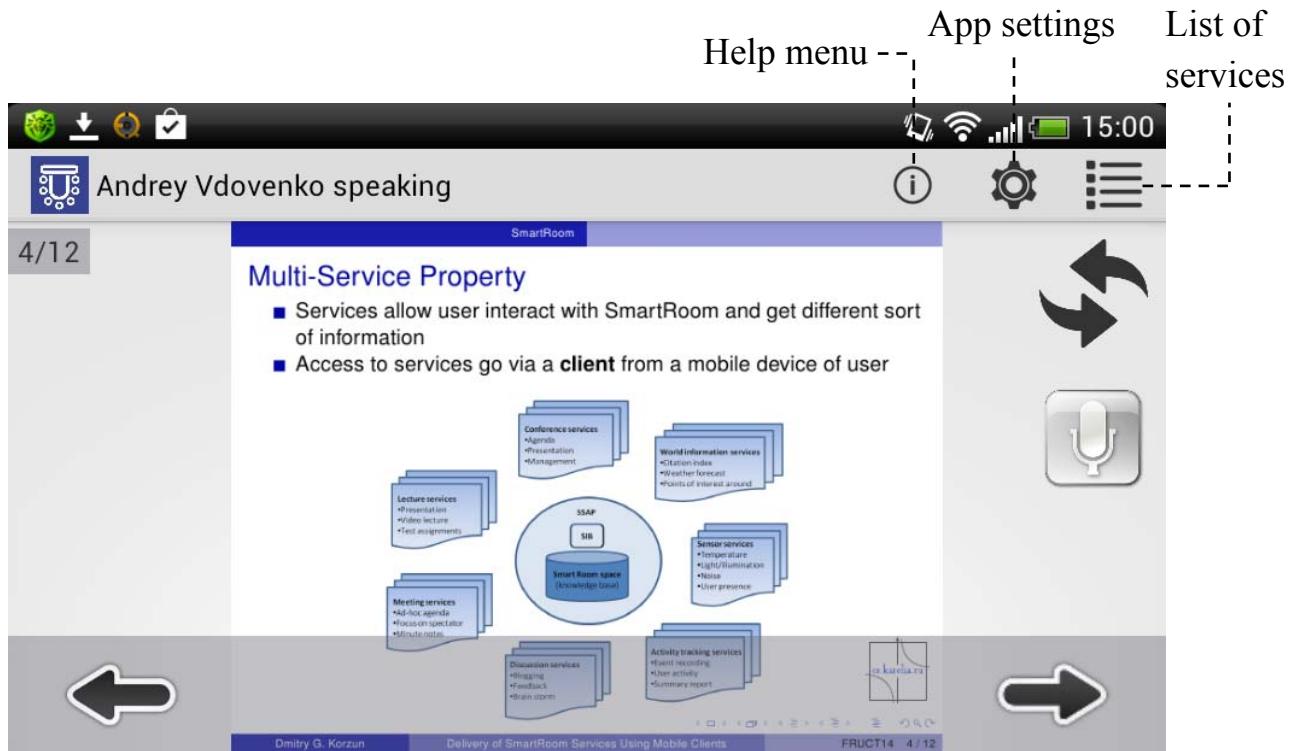 App settings
List of
services
Help menu
15:00
Andrey Vdovenko speaking
4/12
SmartRoom
Multi-Service Property
Services allow user interact with SmartRoom and get different sort
of information
Access to services go via a client from a mobile device of user
Conference services
•Agenda
•Presentation
•Management
World information services
•Citation index
•Weather forecast
•Points of interest around
Lecture services
•Presentation
•Video lecture
•Test assignments
SSAP
SIB
Smart Room space
(knowledge base)
Sensor services
•Temperature
•Light/Illumination
•Noise
•User presence
Meeting services
•Ad-hoc agenda
•Focus on spectator
•Minute notes
Discussion services
•Blogging
•Feedback
•Brain storm
Activity tracking services
•Event recording
•User activity
•Summary report
cs.karelia.ru
Dmitry G. Korzun
Delivery of SmartRoom Services Using Mobile Clients
FRUCT14 4 / 12